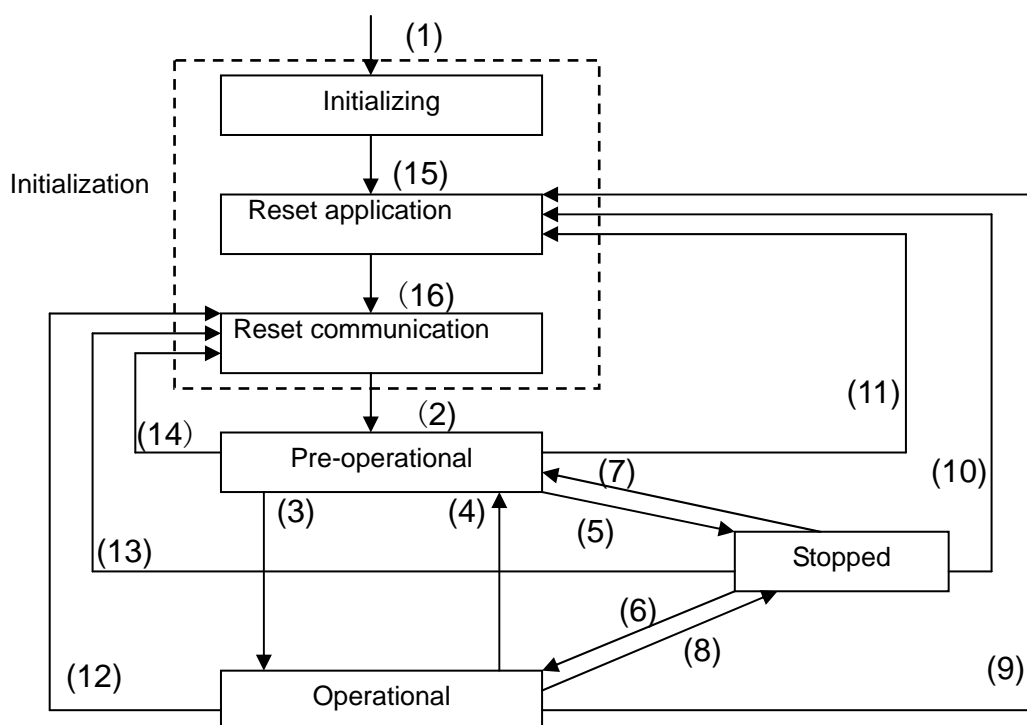 (1)
Initializing
Initialization
(15)
Reset application
（16)
Reset communication
(11)
（2)
(14）
Pre-operational
(7)
(10)
(3)
(4)
(5)
(13)
Stopped
(6)
(8)
(12)
Operational
(9)